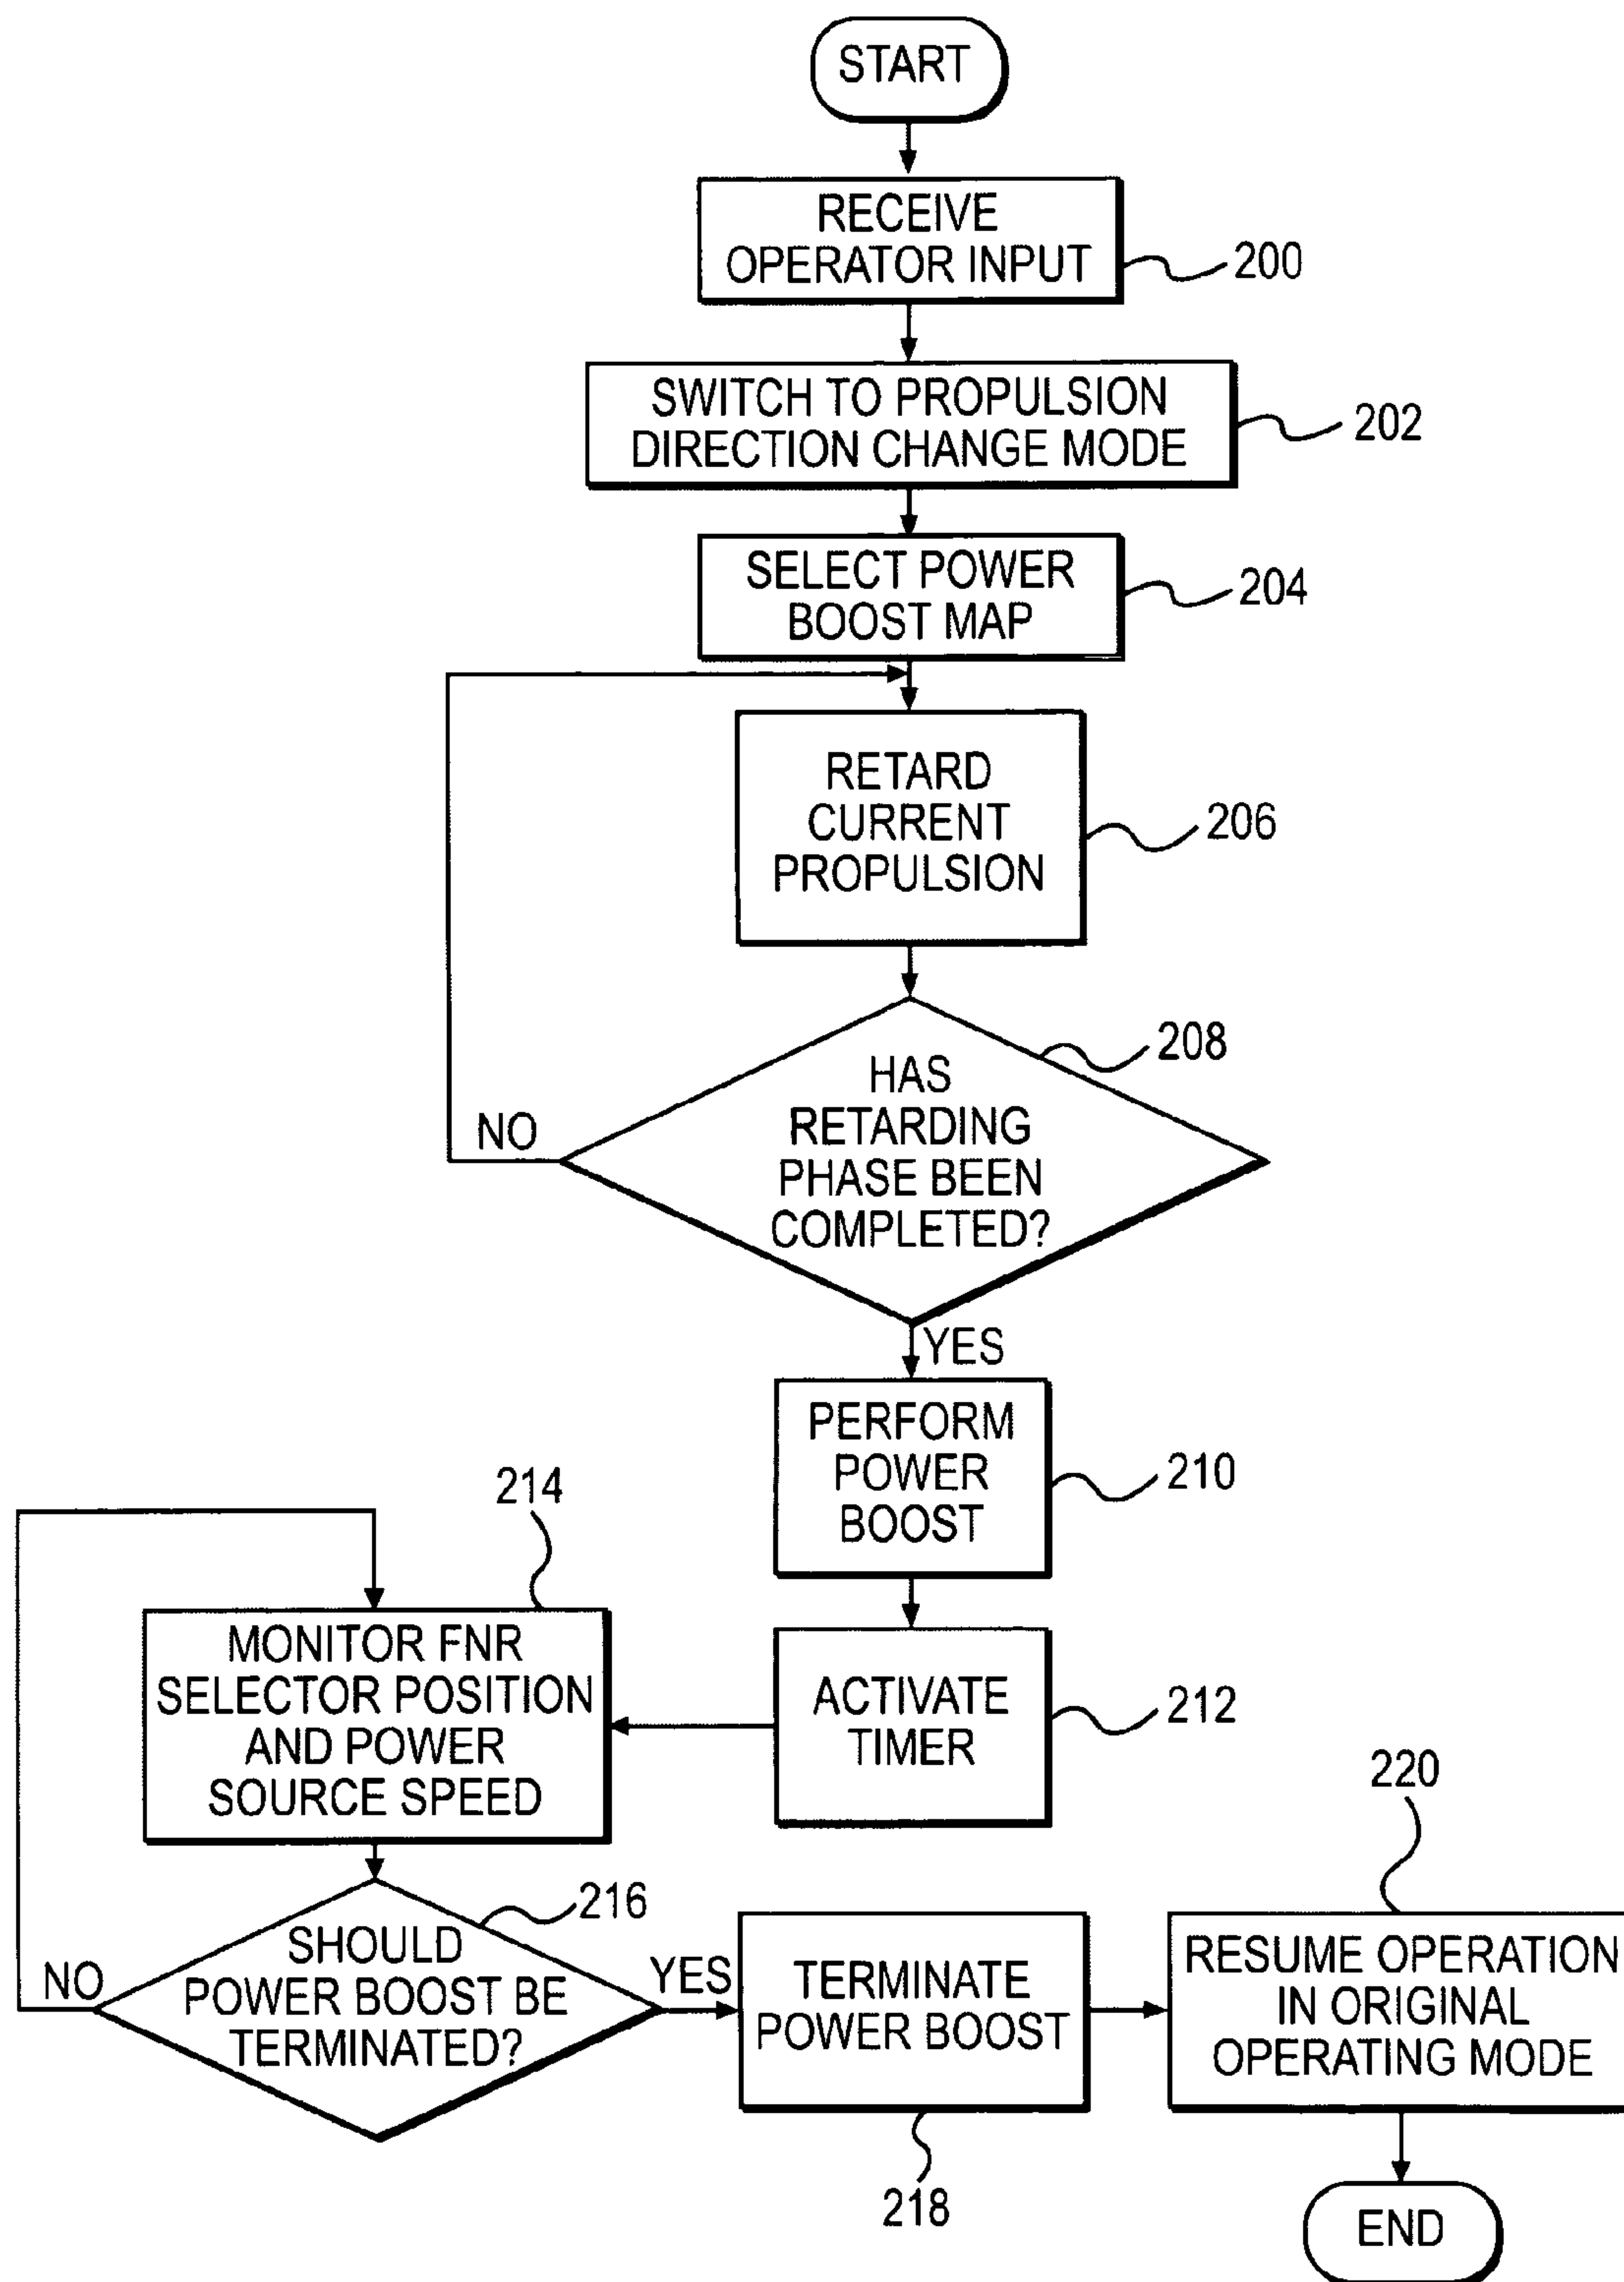 START
RECEIVE
OPERATOR INPUT
200
SWITCH TO PROPULSION
DIRECTION CHANGE MODE
202
SELECT POWER
BOOST MAP
204
RETARD
CURRENT
PROPULSION
206
208
HAS
RETARDING
PHASE BEEN
COMPLETED?
NO
YES
PERFORM
POWER
BOOST
210
ACTIVATE
TIMER
212
214
MONITOR FNR
SELECTOR POSITION
AND POWER
SOURCE SPEED
216
SHOULD
POWER BOOST BE
TERMINATED?
NO
YES
TERMINATE
POWER BOOST
218
220
RESUME OPERATION
IN ORIGINAL
OPERATING MODE
END